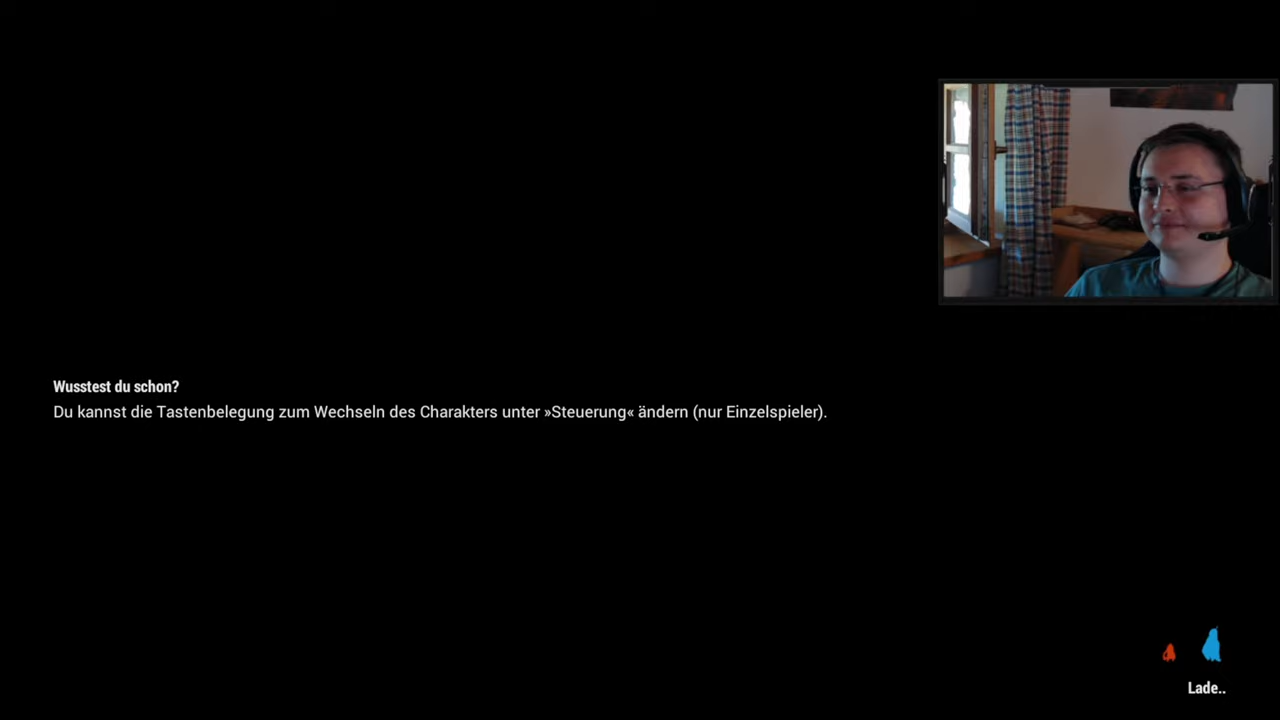 Wusstest du schon?
Du kannst die Tastenbelegung zum Wechseln des Charakters unter »Steuerung« ändern (nur Einzelspieler).
Lade..